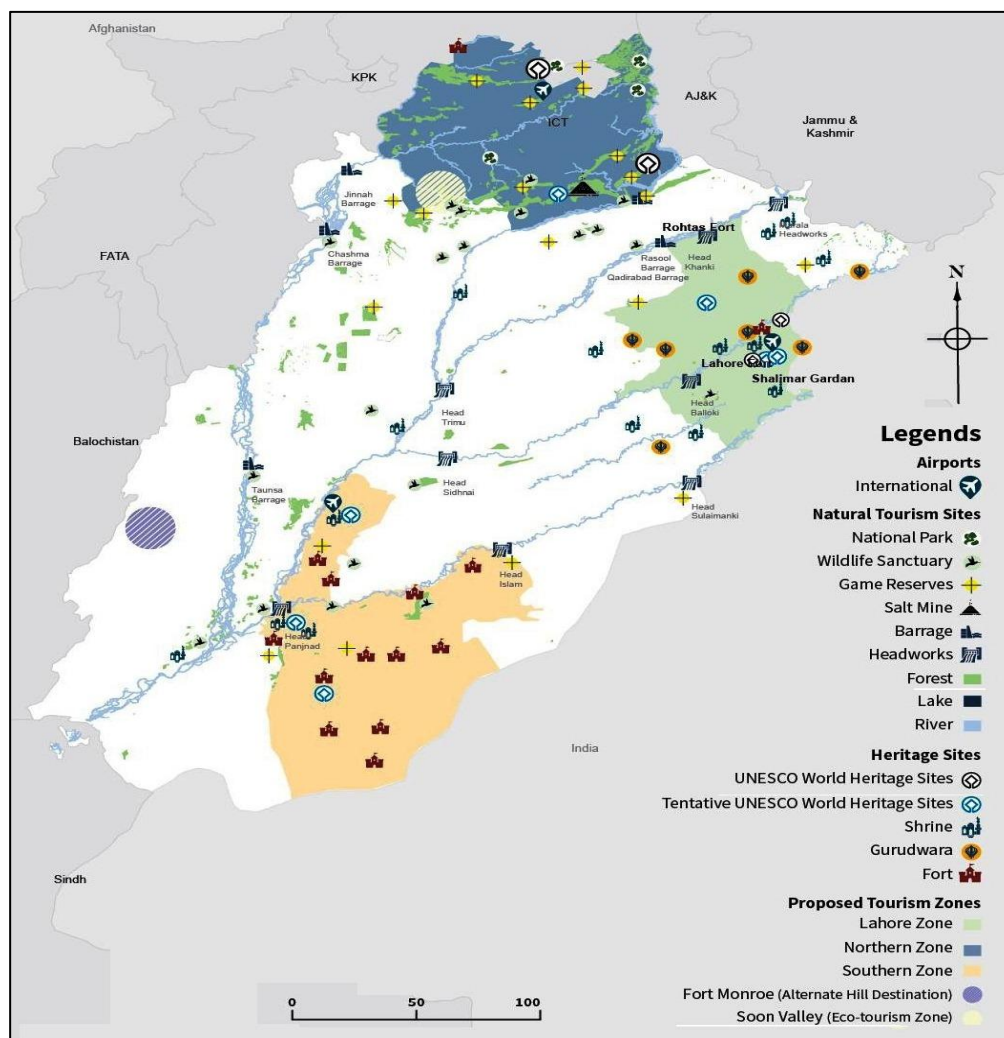 Afghanistan
KPK
AJ&K
ICT
Jammu &
Kashmir
Jinnah
Barrage
Rohtas Fort
Marala
Headworks
FATA
Chashma
Barrage
Rasool
Barrage
Qadirabad Barrage
Head
Khanki
N
Lahore Fort
Shalimar Gardan
Head
Balloki
Head
Trimu
Balochistan
Taunsa
Barrage
Head
Sidhnai
Head
Sulaimanki
Head
Islam
Head
Panjnad
India
Sindh
0 50 100
Legends
Airports
International
Natural Tourism Sites
National Park
Wildlife Sanctuary
Game Reserves
Salt Mine
Barrage
Headworks
Forest
Lake
River
Heritage Sites
UNESCO World Heritage Sites
Tentative UNESCO World Heritage Sites
Shrine
Gurudwara
Fort
Proposed Tourism Zones
Lahore Zone
Northern Zone
Southern Zone
Fort Monroe (Alternate Hill Destination)
Soon Valley (Eco-tourism Zone)